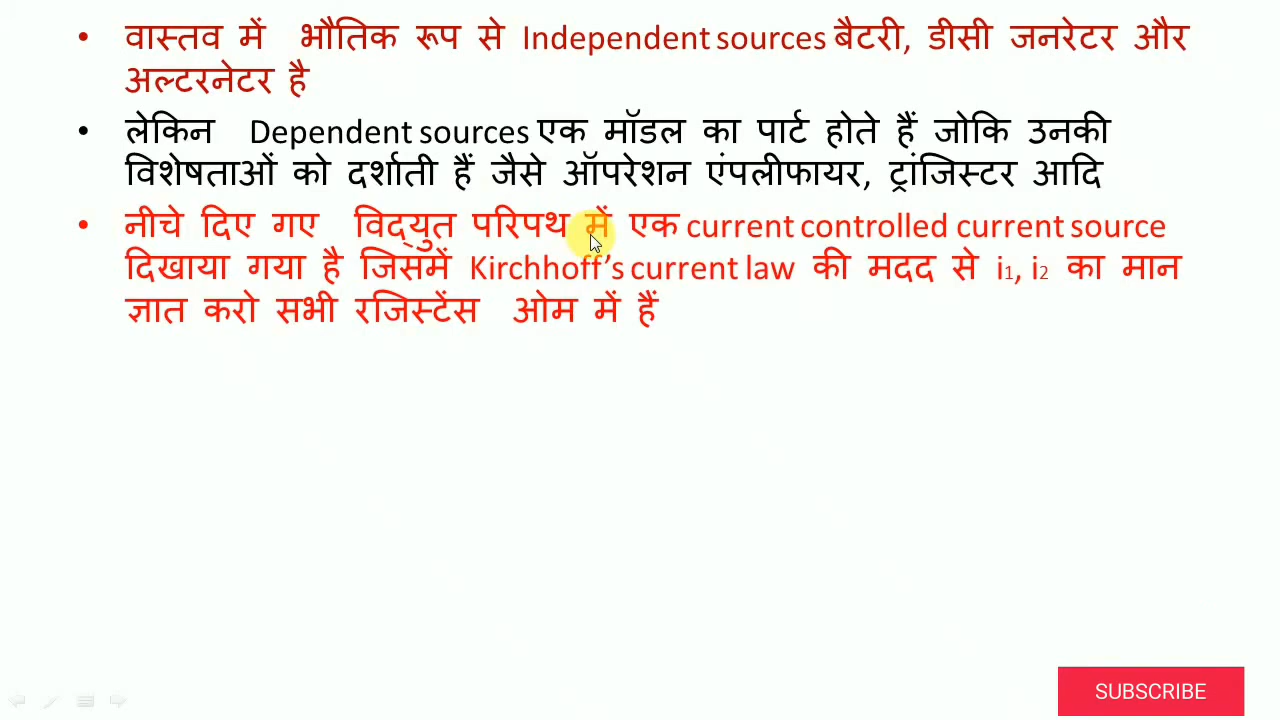 • वास्तव में भौतिक रूप से Independent sources बैटरी, डीसी जनरेटर और
अल्टरनेटर है
• लेकिन Dependent sources एक मॉडल का पार्ट होते हैं जोकि उनकी
विशेषताओं को दर्शाती हैं जैसे ऑपरेशन एंपलीफायर, ट्रांजिस्टर आदि
• नीचे दिए गए विद्युत परिपथ में एक current controlled current source
दिखाया गया है जिसमें Kirchhoff’s current law की मदद से i1, i2 का मान
ज्ञात करो सभी रजिस्टेंस ओम में हैं
SUBSCRIBE